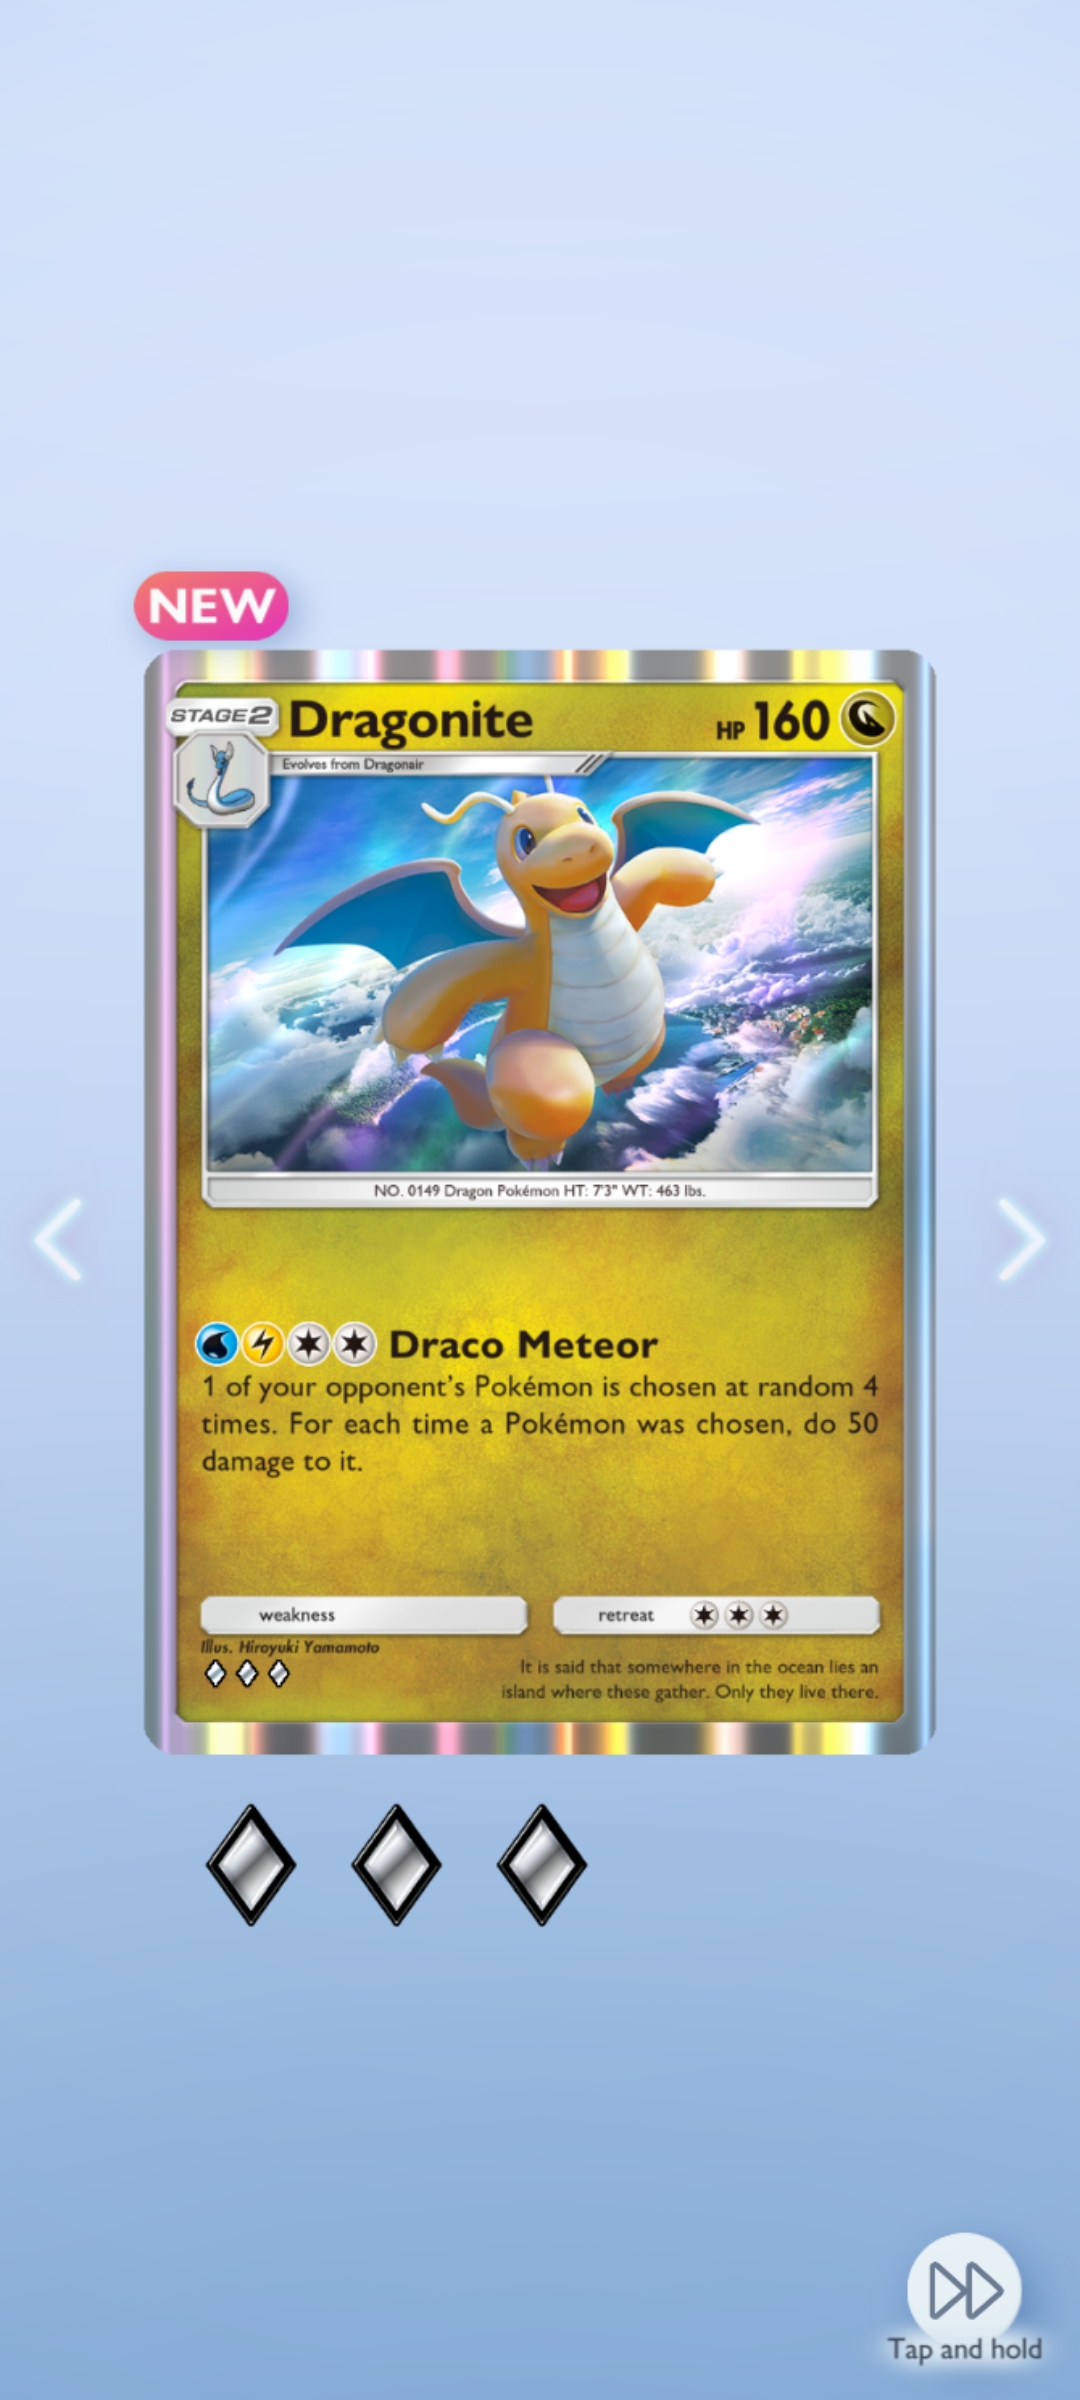 NEW
STAGE2 Dragonite HP 160
Evolves from Dragonair
NO. 0149 Dragon Pokémon HT: 7'3" WT: 463 lbs.
Draco Meteor
1 of your opponent's Pokémon is chosen at random 4
times. For each time a Pokémon was chosen, do 50
damage to it.
weakness
retreat
Illus. Hiroyuki Yamamoto
It is said that somewhere in the ocean lies an
island where these gather. Only they live there.
Tap and hold